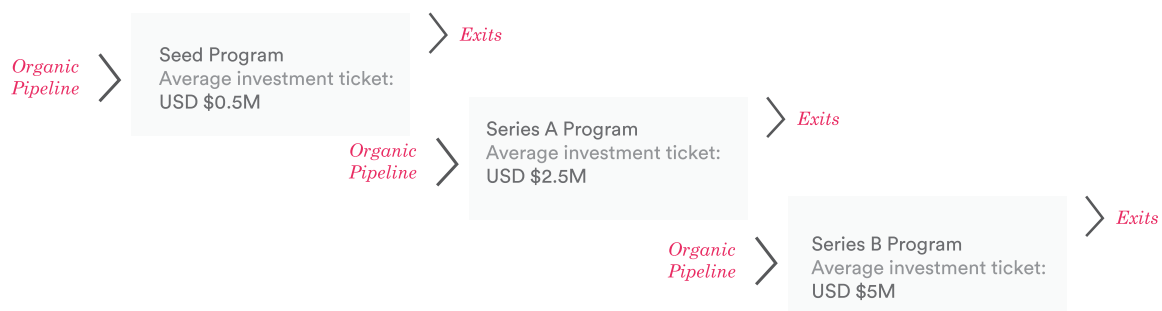 Organic
Pipeline
Seed Program
Average investment ticket:
USD $0.5M
Exits
Organic
Pipeline
Series A Program
Average investment ticket:
USD $2.5M
Exits
Organic
Pipeline
Series B Program
Average investment ticket:
USD $5M
Exits